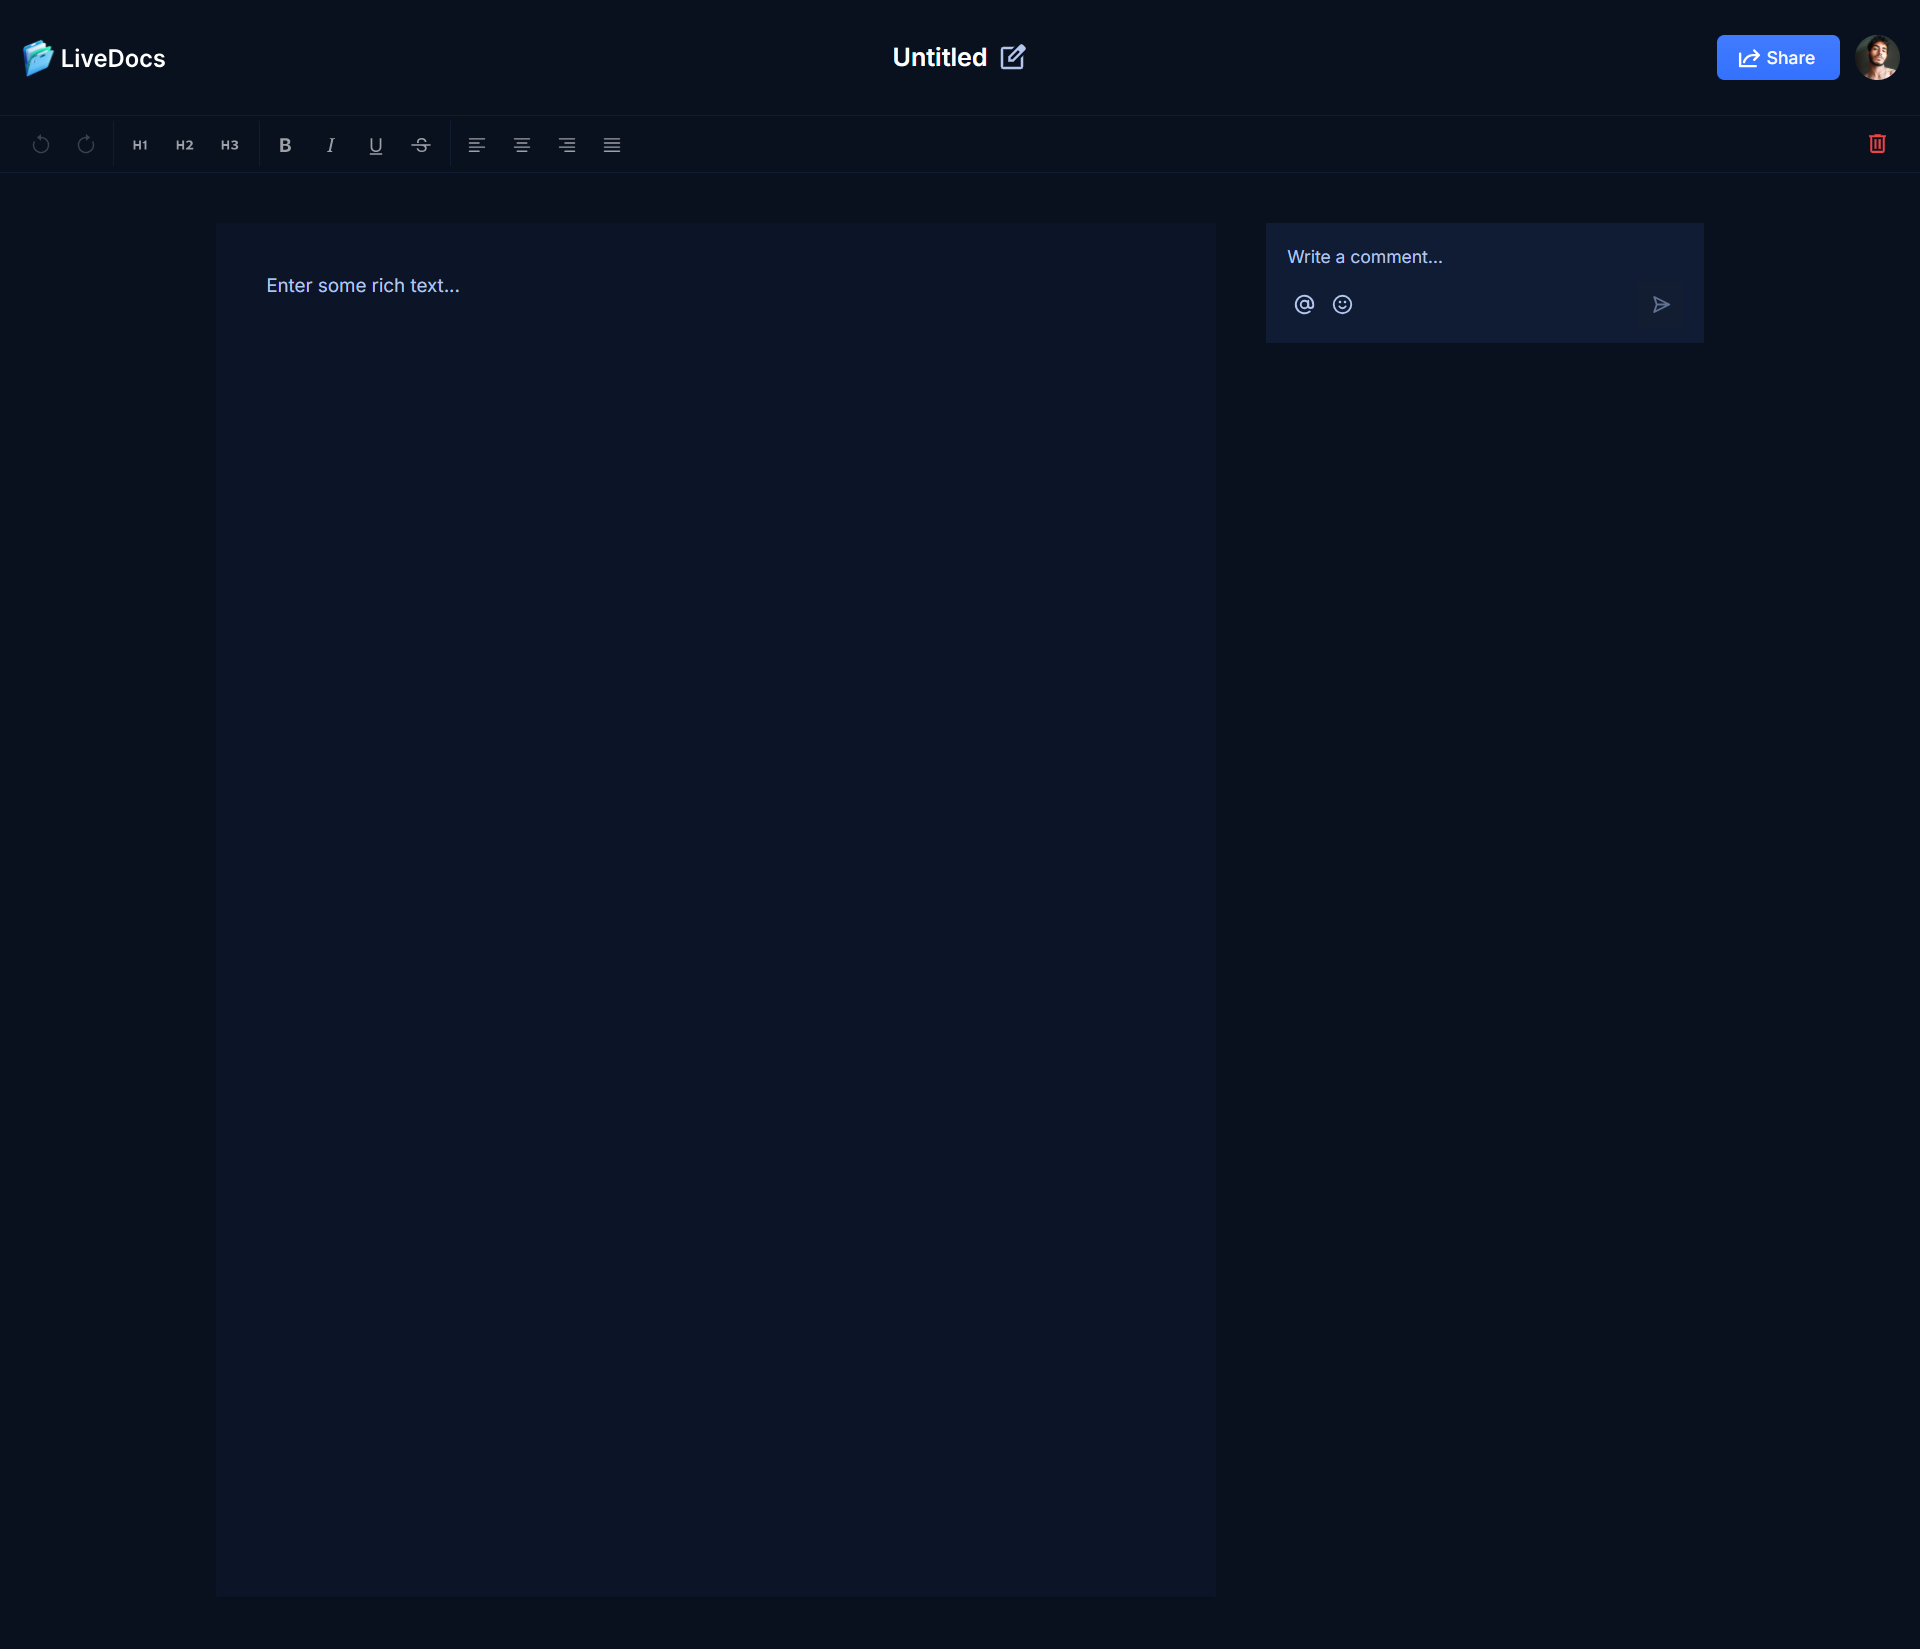 LiveDocs
Untitled
Share
H1 H2 H3 B I U S
Enter some rich text...
Write a comment...
@